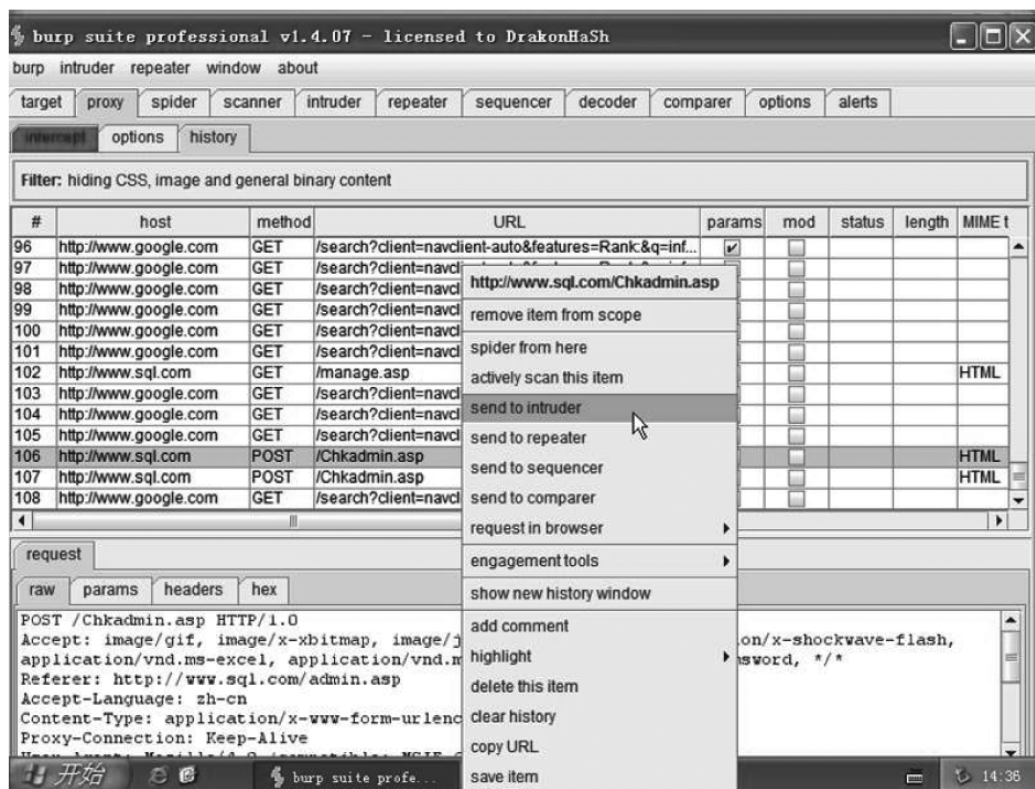 burp suite professional v1.4.07 - licensed to DrakonHaSh
burp intruder repeater window about
target proxy spider scanner intruder repeater sequencer decoder comparer options alerts
intercept options history
Filter: hiding CSS, image and general binary content
# host method URL params mod status length MIME t
96 http://www.google.com GET /search?client=navclient-auto&features=Rank:&q=inf...
97 http://www.google.com GET /search?client=navcl
98 http://www.google.com GET /search?client=navcl
99 http://www.google.com GET /search?client=navcl
100 http://www.google.com GET /search?client=navcl
101 http://www.google.com GET /search?client=navcl
102 http://www.sql.com GET /manage.asp HTML
103 http://www.google.com GET /search?client=navcl
104 http://www.google.com GET /search?client=navcl
105 http://www.google.com GET /search?client=navcl
106 http://www.sql.com POST /Chkadmin.asp HTML
107 http://www.sql.com POST /Chkadmin.asp HTML
108 http://www.google.com GET /search?client=navcl
http://www.sql.com/Chkadmin.asp
remove item from scope
spider from here
actively scan this item
send to intruder
send to repeater
send to sequencer
send to comparer
request in browser
engagement tools
show new history window
add comment
highlight
delete this item
clear history
copy URL
save item
request
raw params headers hex
POST /Chkadmin.asp HTTP/1.0
Accept: image/gif, image/x-xbitmap, image/j on/x-shockwave-flash,
application/vnd.ms-excel, application/vnd.m sword, */*
Referer: http://www.sql.com/admin.asp
Accept-Language: zh-cn
Content-Type: application/x-www-form-urlenc
Proxy-Connection: Keep-Alive
开始 burp suite profe... 14:36